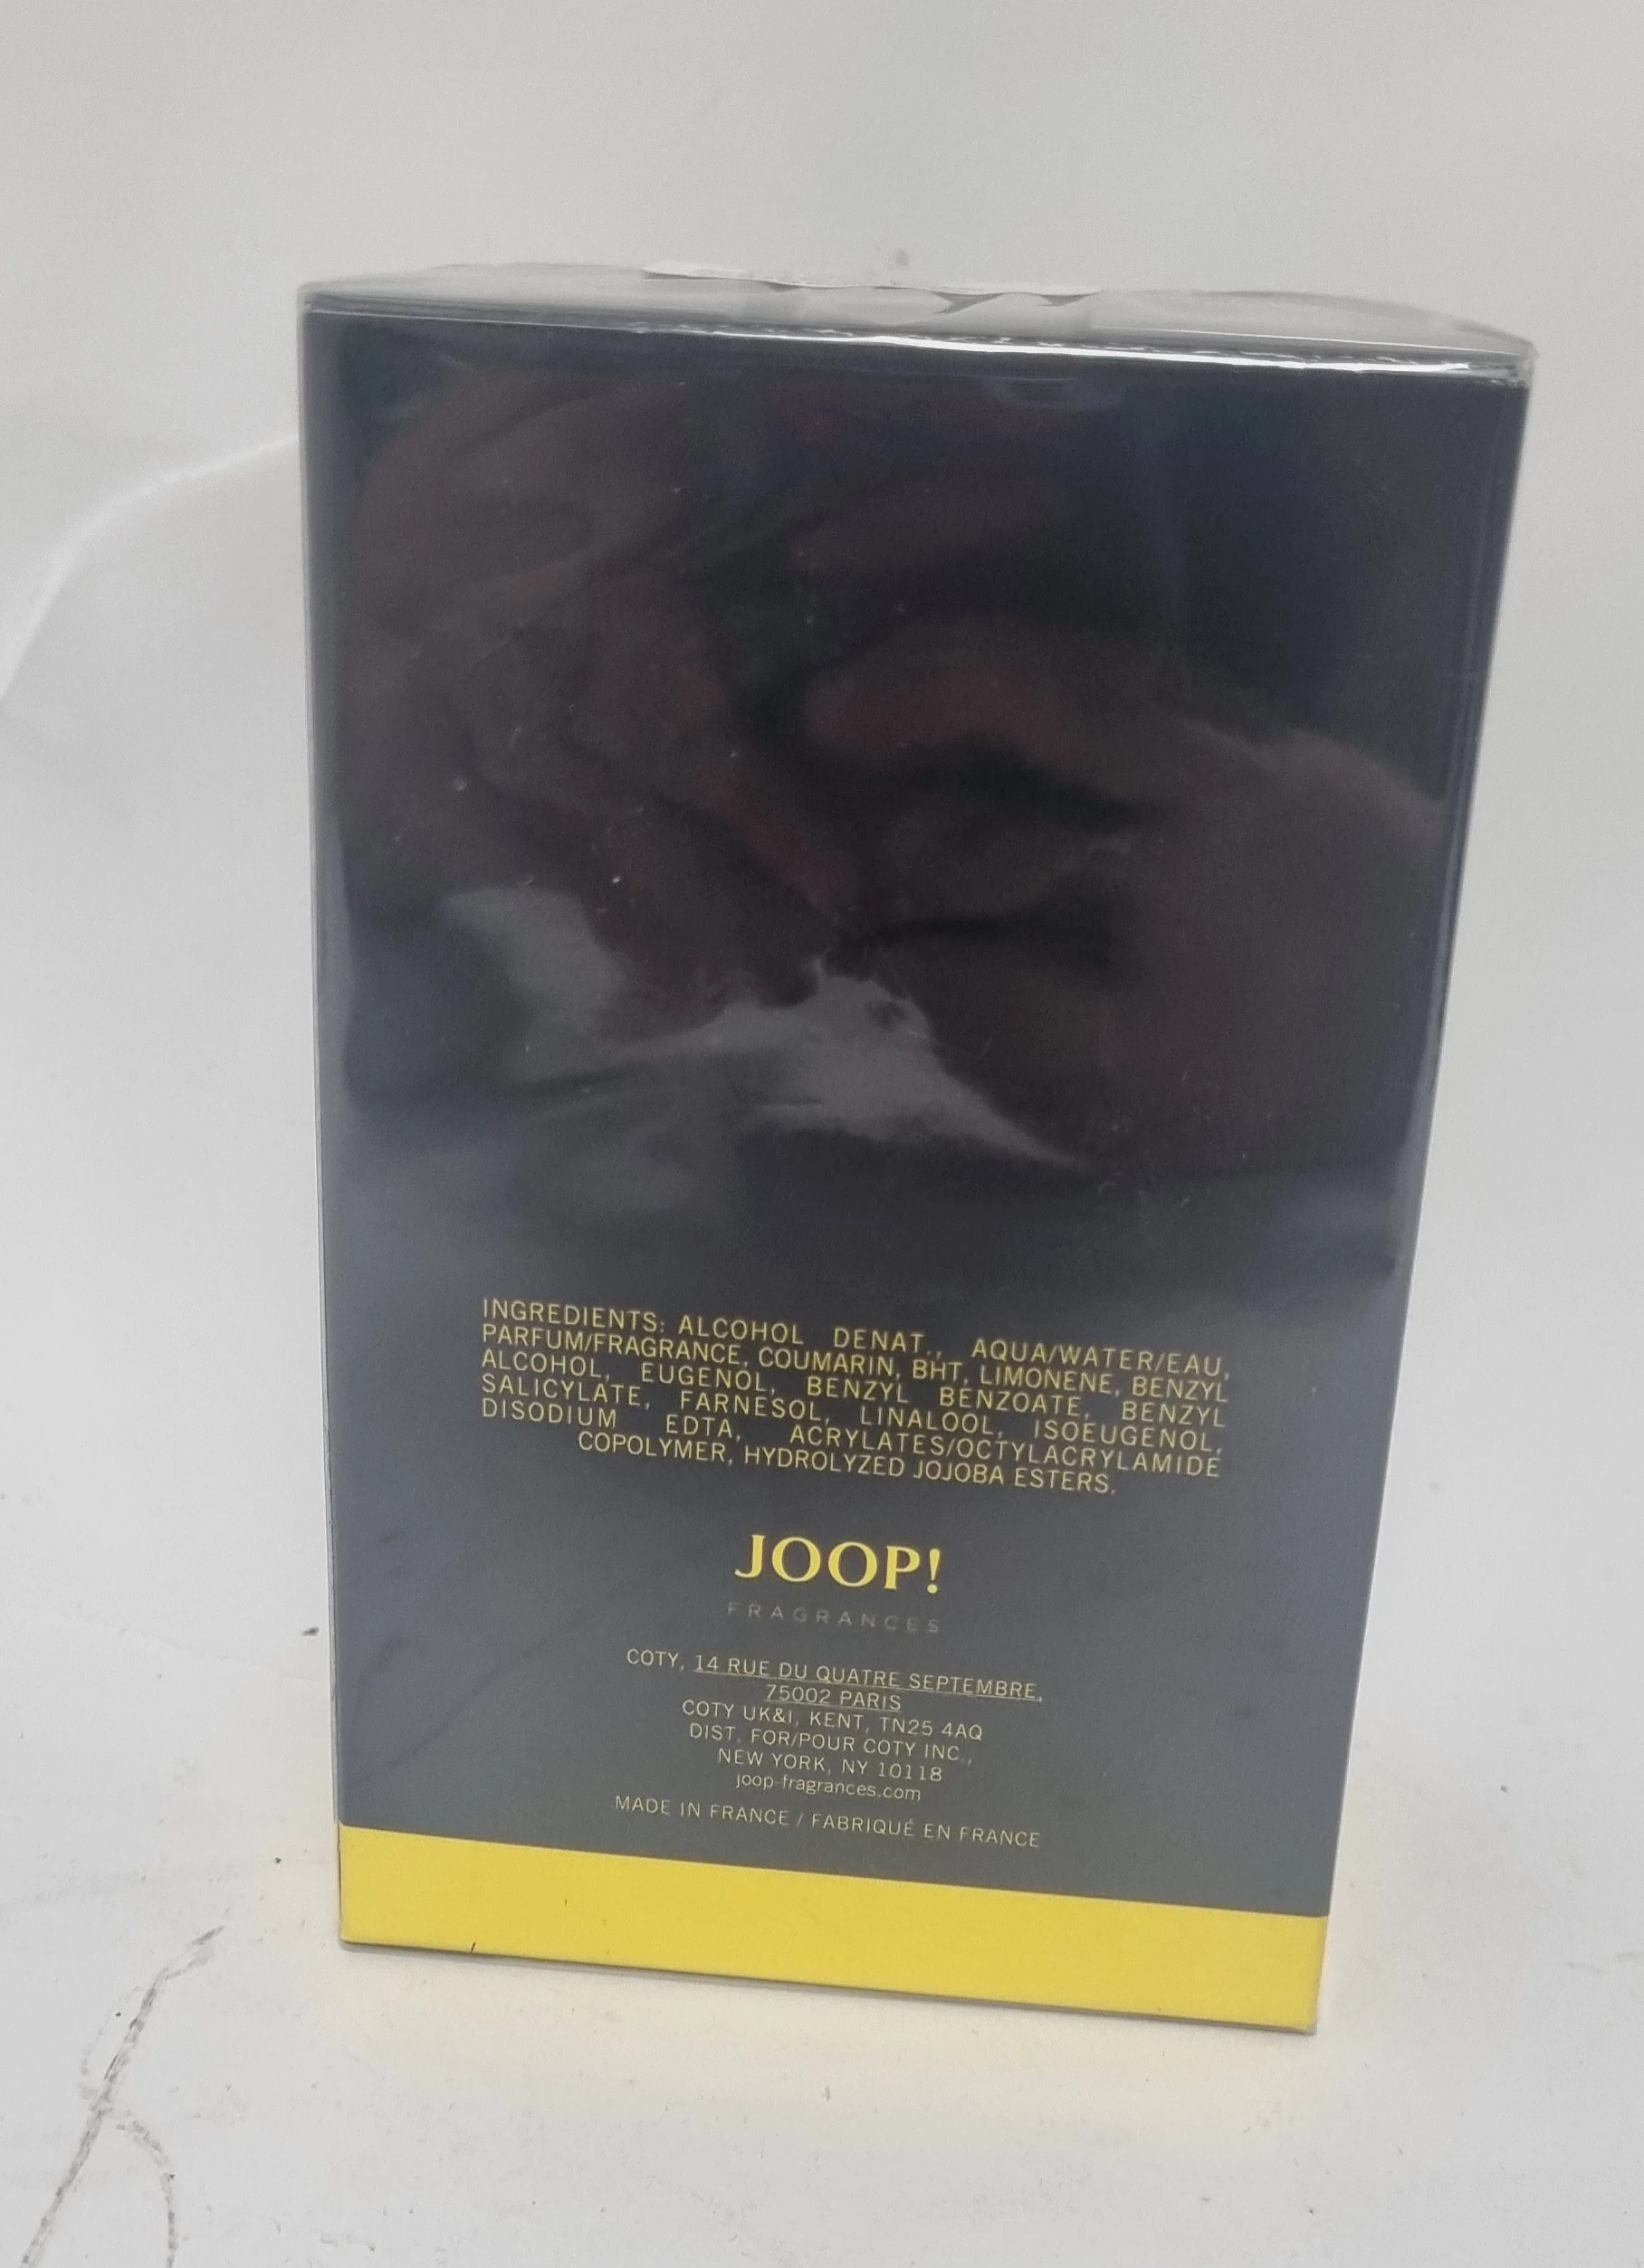 INGREDIENTS: ALCOHOL DENAT., AQUA/WATER/EAU,
PARFUM/FRAGRANCE, COUMARIN, BHT, LIMONENE, BENZYL
ALCOHOL, EUGENOL, BENZYL BENZOATE, BENZYL
SALICYLATE, FARNESOL, LINALOOL, ISOEUGENOL,
DISODIUM EDTA, ACRYLATES/OCTYLACRYLAMIDE
COPOLYMER, HYDROLYZED JOJOBA ESTERS.
JOOP!
FRAGRANCES
COTY, 14 RUE DU QUATRE SEPTEMBRE,
75002 PARIS
COTY UK&I, KENT, TN25 4AQ
DIST. FOR/POUR COTY INC.,
NEW YORK, NY 10118
joop-fragrances.com
MADE IN FRANCE / FABRIQUÉ EN FRANCE